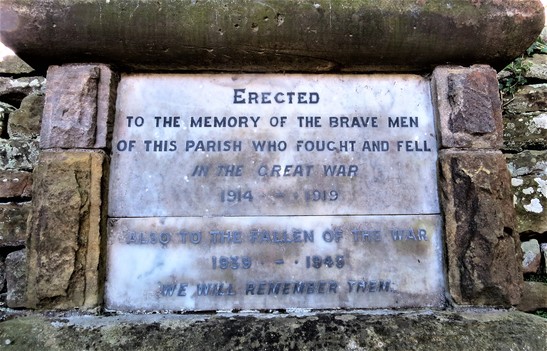 ERECTED
TO THE MEMORY OF THE BRAVE MEN
OF THIS PARISH WHO FOUGHT AND FELL
IN THE GREAT WAR
1914 - 1919
ALSO TO THE FALLEN OF THE WAR
1939 - 1945
WE WILL REMEMBER THEM.